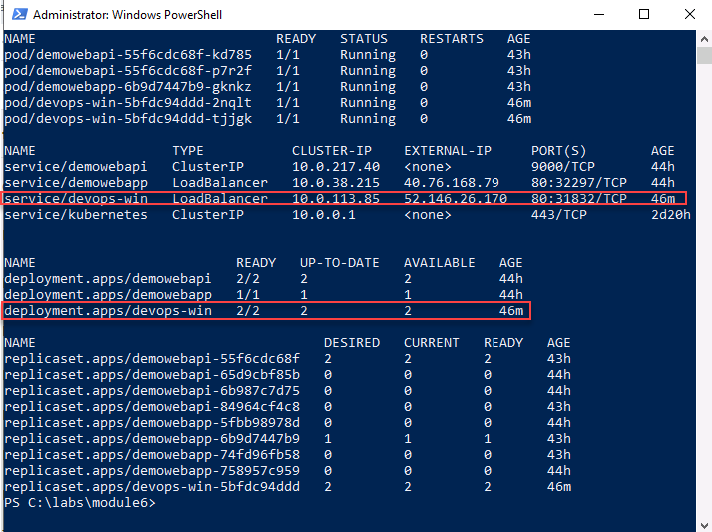 Administrator: Windows PowerShell
NAME READY STATUS RESTARTS AGE
pod/demowebapi-55f6cdc68f-kd785 1/1 Running 0 43h
pod/demowebapi-55f6cdc68f-p7r2f 1/1 Running 0 43h
pod/demowebapp-6b9d7447b9-gknkz 1/1 Running 0 43h
pod/devops-win-5bfdc94ddd-2nqlt 1/1 Running 0 46m
pod/devops-win-5bfdc94ddd-tjjgk 1/1 Running 0 46m
NAME TYPE CLUSTER-IP EXTERNAL-IP PORT(S) AGE
service/demowebapi ClusterIP 10.0.217.40 <none> 9000/TCP 44h
service/demowebapp LoadBalancer 10.0.38.215 40.76.168.79 80:32297/TCP 44h
service/devops-win LoadBalancer 10.0.113.85 52.146.26.170 80:31832/TCP 46m
service/kubernetes ClusterIP 10.0.0.1 <none> 443/TCP 2d20h
NAME READY UP-TO-DATE AVAILABLE AGE
deployment.apps/demowebapi 2/2 2 2 44h
deployment.apps/demowebapp 1/1 1 1 44h
deployment.apps/devops-win 2/2 2 2 46m
NAME DESIRED CURRENT READY AGE
replicaset.apps/demowebapi-55f6cdc68f 2 2 2 43h
replicaset.apps/demowebapi-65d9cbf85b 0 0 0 44h
replicaset.apps/demowebapi-6b987c7d75 0 0 0 44h
replicaset.apps/demowebapi-84964cf4c8 0 0 0 43h
replicaset.apps/demowebapp-5fbb98978d 0 0 0 44h
replicaset.apps/demowebapp-6b9d7447b9 1 1 1 43h
replicaset.apps/demowebapp-74fd96fb58 0 0 0 43h
replicaset.apps/demowebapp-758957c959 0 0 0 44h
replicaset.apps/devops-win-5bfdc94ddd 2 2 2 46m
PS C:\labs\module6>